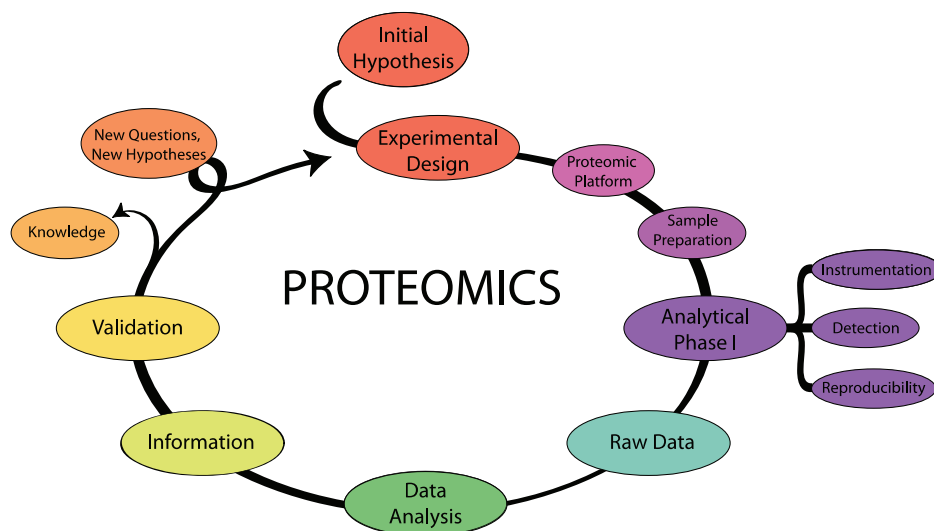 Initial
Hypothesis
New Questions,
New Hypotheses
Experimental
Design
Proteomic
Platform
Knowledge
Sample
Preparation
Instrumentation
PROTEOMICS
Validation
Analytical
Phase I
Detection
Reproducibility
Information
Raw Data
Data
Analysis